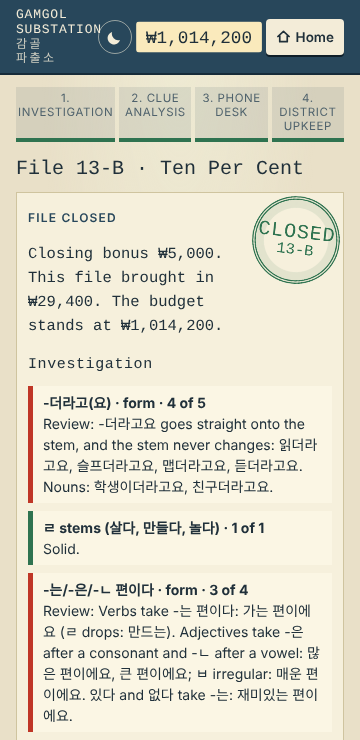 GAMGOL
SUBSTATION
감골
파출소
₩1,014,200
Home
1.
INVESTIGATION
2. CLUE
ANALYSIS
3. PHONE
DESK
4.
DISTRICT
UPKEEP
File 13-B · Ten Per Cent
FILE CLOSED
CLOSED
13-B
Closing bonus ₩5,000.
This file brought in
₩29,400. The budget
stands at ₩1,014,200.
Investigation
-더라고(요) · form · 4 of 5
Review: -더라고요 goes straight onto the
stem, and the stem never changes: 읽더라
고요, 슬프더라고요, 맵더라고요, 듣더라고요.
Nouns: 학생이더라고요, 친구더라고요.
ㄹ stems (살다, 만들다, 놀다) · 1 of 1
Solid.
-는/-은/-ㄴ 편이다 · form · 3 of 4
Review: Verbs take -는 편이다: 가는 편이에
요 (ㄹ drops: 만드는). Adjectives take -은
after a consonant and -ㄴ after a vowel: 많
은 편이에요, 큰 편이에요; ㅂ irregular: 매운 편
이에요. 있다 and 없다 take -는: 재미있는 편이
에요.